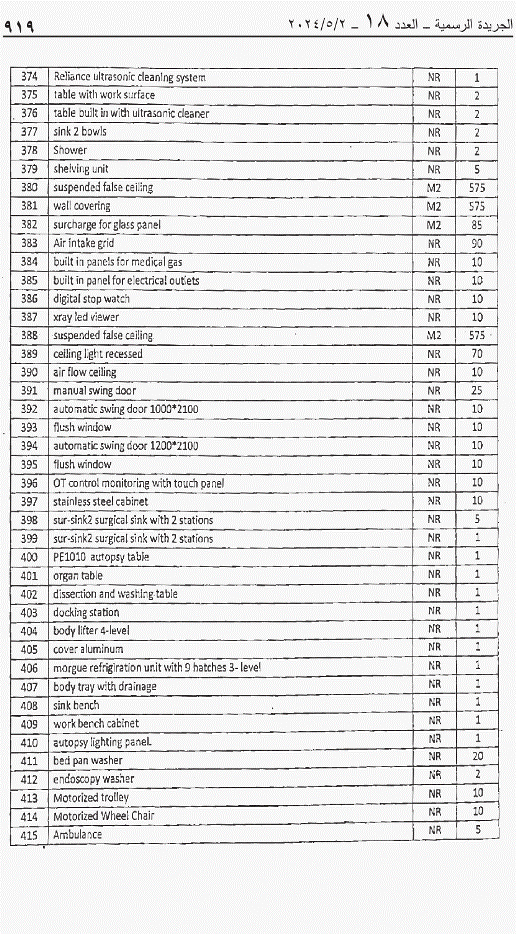 الجريدة الرسمية – العدد ١٨ – ٢٠٢٤/٥/٢ ٩١٩
374 Reliance ultrasonic cleaning system NR 1
375 table with work surface NR 2
376 table built in with ultrasonic cleaner NR 2
377 sink 2 bowls NR 2
378 Shower NR 2
379 shelving unit NR 5
380 suspended false ceiling M2 575
381 wall covering M2 575
382 surcharge for glass panel M2 85
383 Air intake grid NR 90
384 built in panels for medical gas NR 10
385 built in panel for electrical outlets NR 10
386 digital stop watch NR 10
387 xray led viewer NR 10
388 suspended false ceiling M2 575
389 ceiling light recessed NR 70
390 air flow ceiling NR 10
391 manual swing door NR 25
392 automatic swing door 1000*2100 NR 10
393 flush window NR 10
394 automatic swing door 1200*2100 NR 10
395 flush window NR 10
396 OT control monitoring with touch panel NR 10
397 stainless steel cabinet NR 10
398 sur-sink2 surgical sink with 2 stations NR 5
399 sur-sink2 surgical sink with 2 stations NR 1
400 PE1010 autopsy table NR 1
401 organ table NR 1
402 dissection and washing table NR 1
403 docking station NR 1
404 body lifter 4-level NR 1
405 cover aluminum NR 1
406 morgue refrigiration unit with 9 hatches 3- level NR 1
407 body tray with drainage NR 1
408 sink bench NR 1
409 work bench cabinet NR 1
410 autopsy lighting panel. NR 1
411 bed pan washer NR 20
412 endoscopy washer NR 2
413 Motorized trolley NR 10
414 Motorized Wheel Chair NR 10
415 Ambulance NR 5